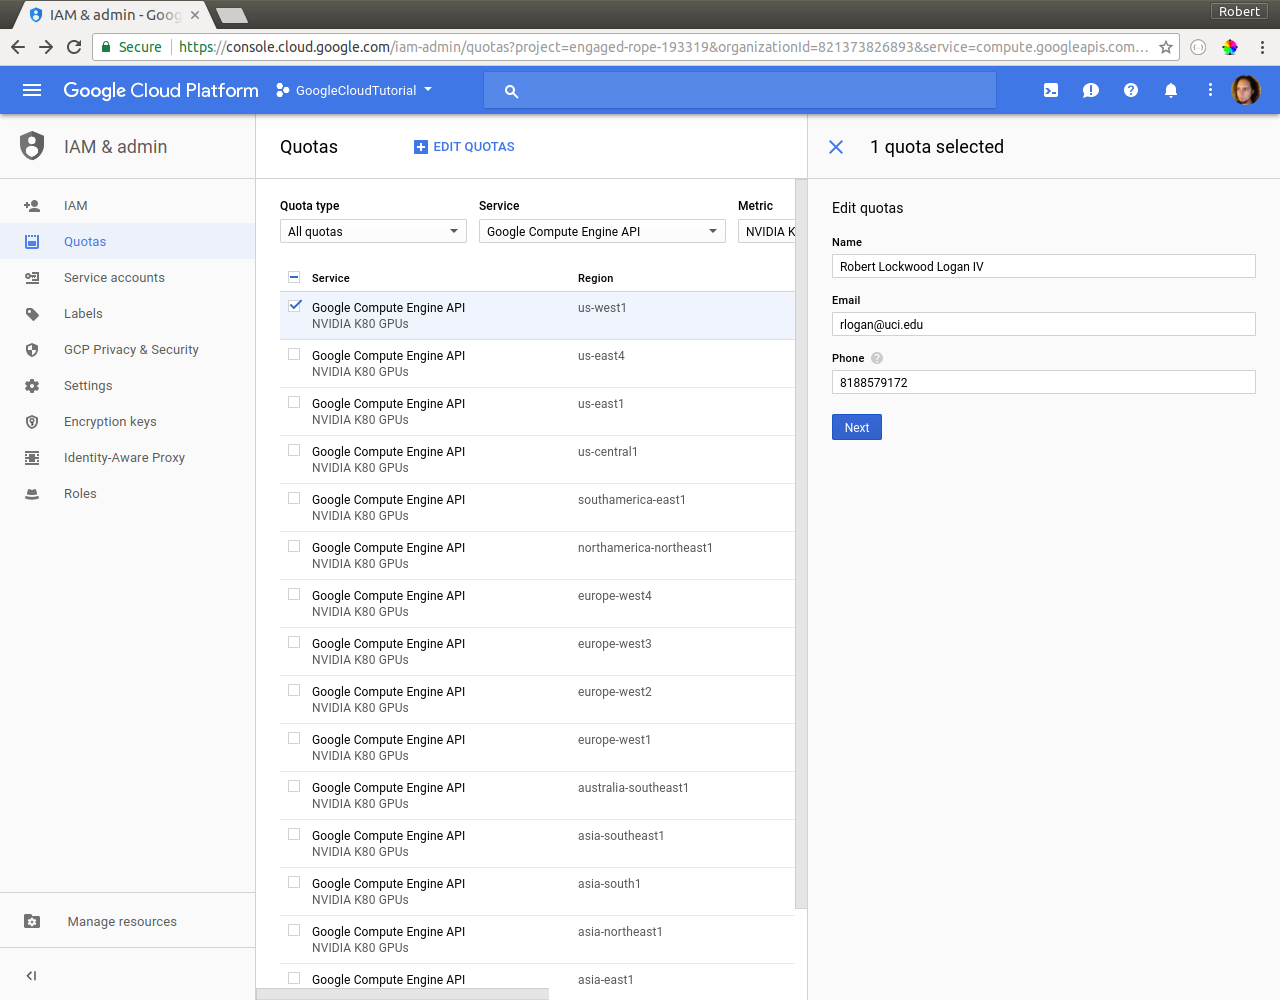 IAM & admin - Goog
Robert
Secure
https://console.cloud.google.com/iam-admin/quotas?project=engaged-rope-193319&organizationId=821373826893&service=compute.googleapis.com...
Google Cloud Platform
GoogleCloudTutorial
IAM & admin
IAM
Quotas
Service accounts
Labels
GCP Privacy & Security
Settings
Encryption keys
Identity-Aware Proxy
Roles
Manage resources
Quotas
EDIT QUOTAS
Quota type
Service
Metric
All quotas
Google Compute Engine API
NVIDIA K
Service
Region
Google Compute Engine API
us-west1
NVIDIA K80 GPUs
Google Compute Engine API
us-east4
NVIDIA K80 GPUs
Google Compute Engine API
us-east1
NVIDIA K80 GPUs
Google Compute Engine API
us-central1
NVIDIA K80 GPUs
Google Compute Engine API
southamerica-east1
NVIDIA K80 GPUs
Google Compute Engine API
northamerica-northeast1
NVIDIA K80 GPUs
Google Compute Engine API
europe-west4
NVIDIA K80 GPUs
Google Compute Engine API
europe-west3
NVIDIA K80 GPUs
Google Compute Engine API
europe-west2
NVIDIA K80 GPUs
Google Compute Engine API
europe-west1
NVIDIA K80 GPUs
Google Compute Engine API
australia-southeast1
NVIDIA K80 GPUs
Google Compute Engine API
asia-southeast1
NVIDIA K80 GPUs
Google Compute Engine API
asia-south1
NVIDIA K80 GPUs
Google Compute Engine API
asia-northeast1
NVIDIA K80 GPUs
Google Compute Engine API
asia-east1
1 quota selected
Edit quotas
Name
Robert Lockwood Logan IV
Email
rlogan@uci.edu
Phone
8188579172
Next